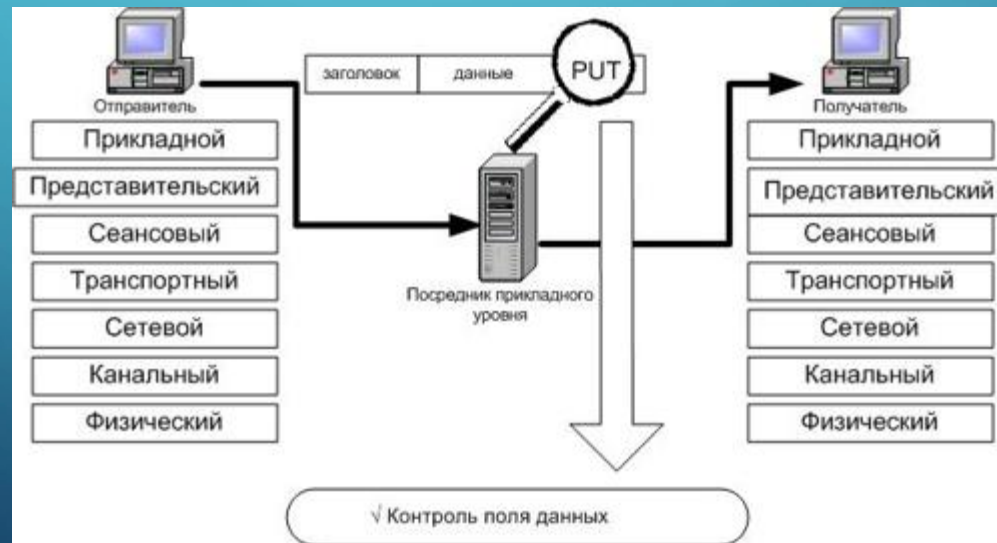 заголовок
данные
PUT
Отправитель
Получатель
Прикладной
Представительский
Сеансовый
Транспортный
Сетевой
Канальный
Физический
Посредник прикладного
уровня
Прикладной
Представительский
Сеансовый
Транспортный
Сетевой
Канальный
Физический
√ Контроль поля данных